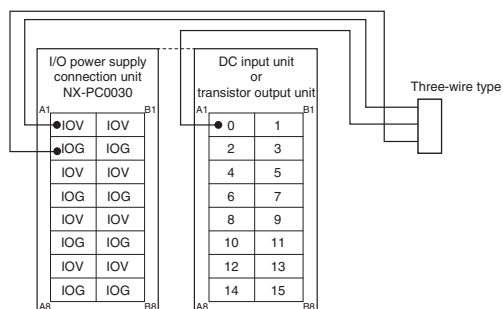 I/O power supply
connection unit
NX-PC0030
A1 B1
IOV IOV
IOG IOG
IOV IOV
IOG IOG
IOV IOV
IOG IOG
IOV IOV
IOG IOG
A8 B8
DC input unit
or
transistor output unit
A1 B1
0 1
2 3
4 5
6 7
8 9
10 11
12 13
14 15
A8 B8
Three-wire type